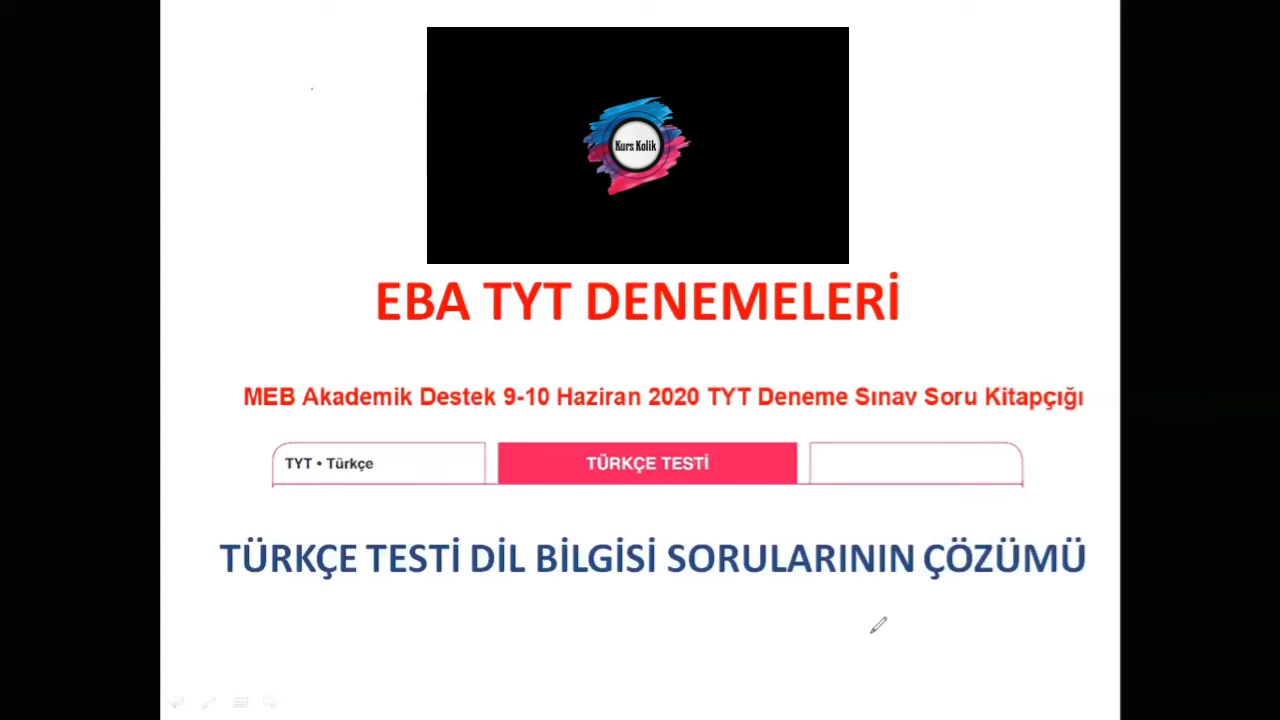 Kurs Kolik
EBA TYT DENEMELERİ
MEB Akademik Destek 9-10 Haziran 2020 TYT Deneme Sınav Soru Kitapçığı
TYT • Türkçe
TÜRKÇE TESTİ
TÜRKÇE TESTİ DİL BİLGİSİ SORULARININ ÇÖZÜMÜ